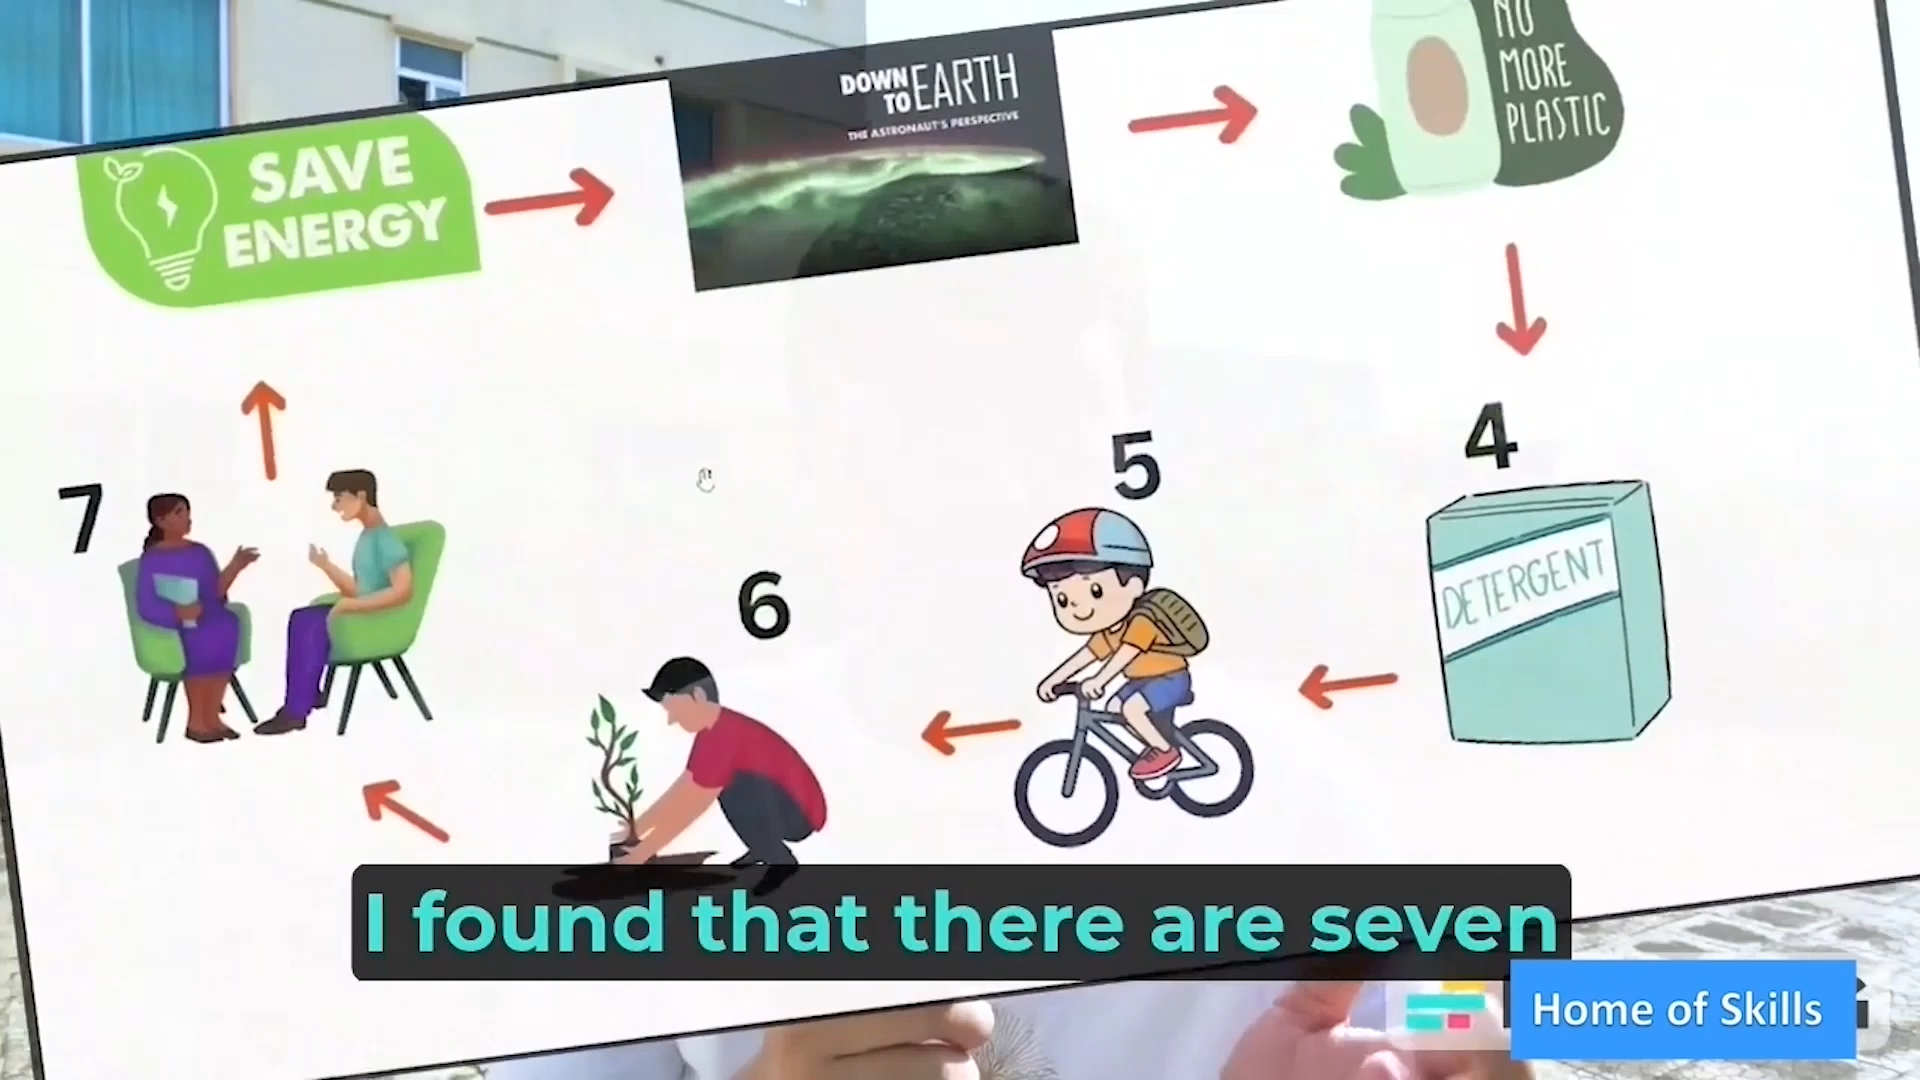 SAVE
ENERGY
DOWN
TO EARTH
THE ASTRONAUT'S PERSPECTIVE
NO
MORE
PLASTIC
4
5
DETERGENT
7
6
I found that there are seven
Home of Skills